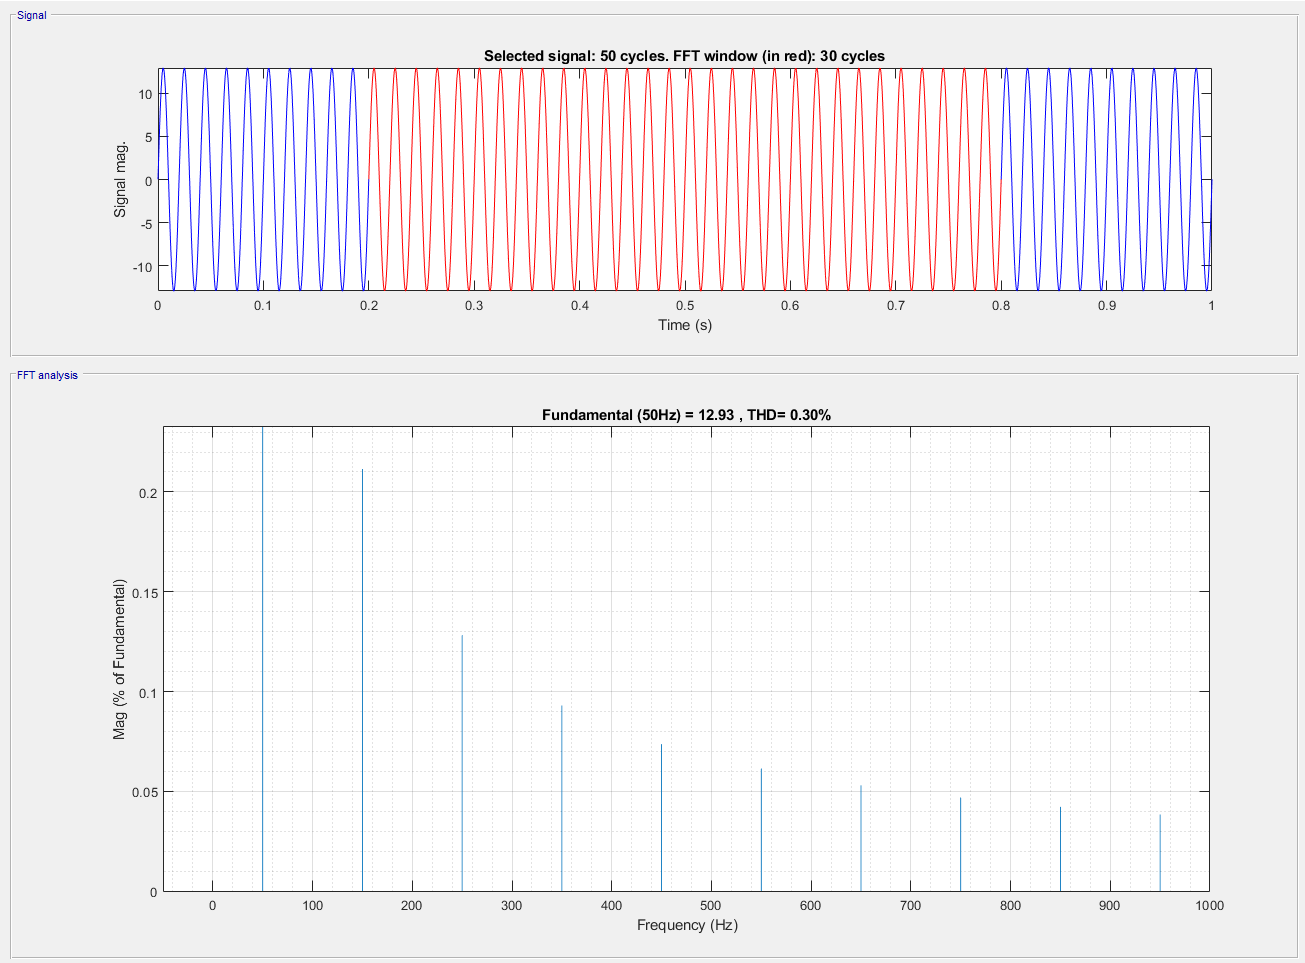 Signal
Selected signal: 50 cycles. FFT window (in red): 30 cycles
10
5
0
-5
-10
Signal mag.
0 0.1 0.2 0.3 0.4 0.5 0.6 0.7 0.8 0.9 1
Time (s)
FFT analysis
Fundamental (50Hz) = 12.93 , THD= 0.30%
0.2
0.15
0.1
0.05
0
Mag (% of Fundamental)
0 100 200 300 400 500 600 700 800 900 1000
Frequency (Hz)